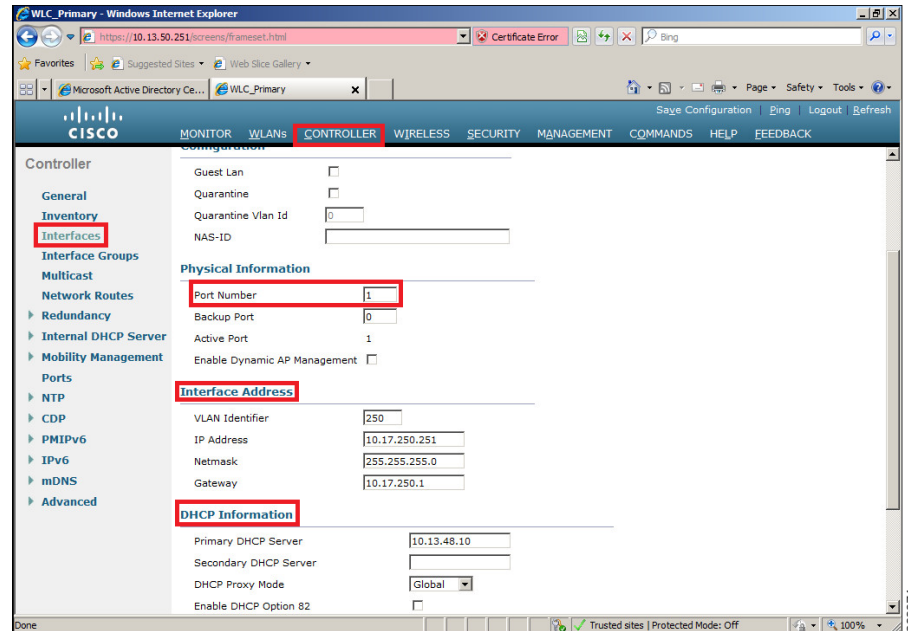 WLC_Primary - Windows Internet Explorer
https://10.13.50.251/screens/frameset.html
Certificate Error
Bing
Favorites
Suggested Sites
Web Slice Gallery
Microsoft Active Directory Ce...
WLC_Primary
Page
Safety
Tools
Save Configuration | Ping | Logout | Refresh
CISCO
MONITOR WLANs CONTROLLER WIRELESS SECURITY MANAGEMENT COMMANDS HELP FEEDBACK
Controller
General
Inventory
Interfaces
Interface Groups
Multicast
Network Routes
Redundancy
Internal DHCP Server
Mobility Management
Ports
NTP
CDP
PMIPv6
IPv6
mDNS
Advanced
Configuration
Guest Lan
Quarantine
Quarantine Vlan Id 0
NAS-ID
Physical Information
Port Number 1
Backup Port 0
Active Port 1
Enable Dynamic AP Management
Interface Address
VLAN Identifier 250
IP Address 10.17.250.251
Netmask 255.255.255.0
Gateway 10.17.250.1
DHCP Information
Primary DHCP Server 10.13.48.10
Secondary DHCP Server
DHCP Proxy Mode Global
Enable DHCP Option 82
Done
Trusted sites | Protected Mode: Off
100%